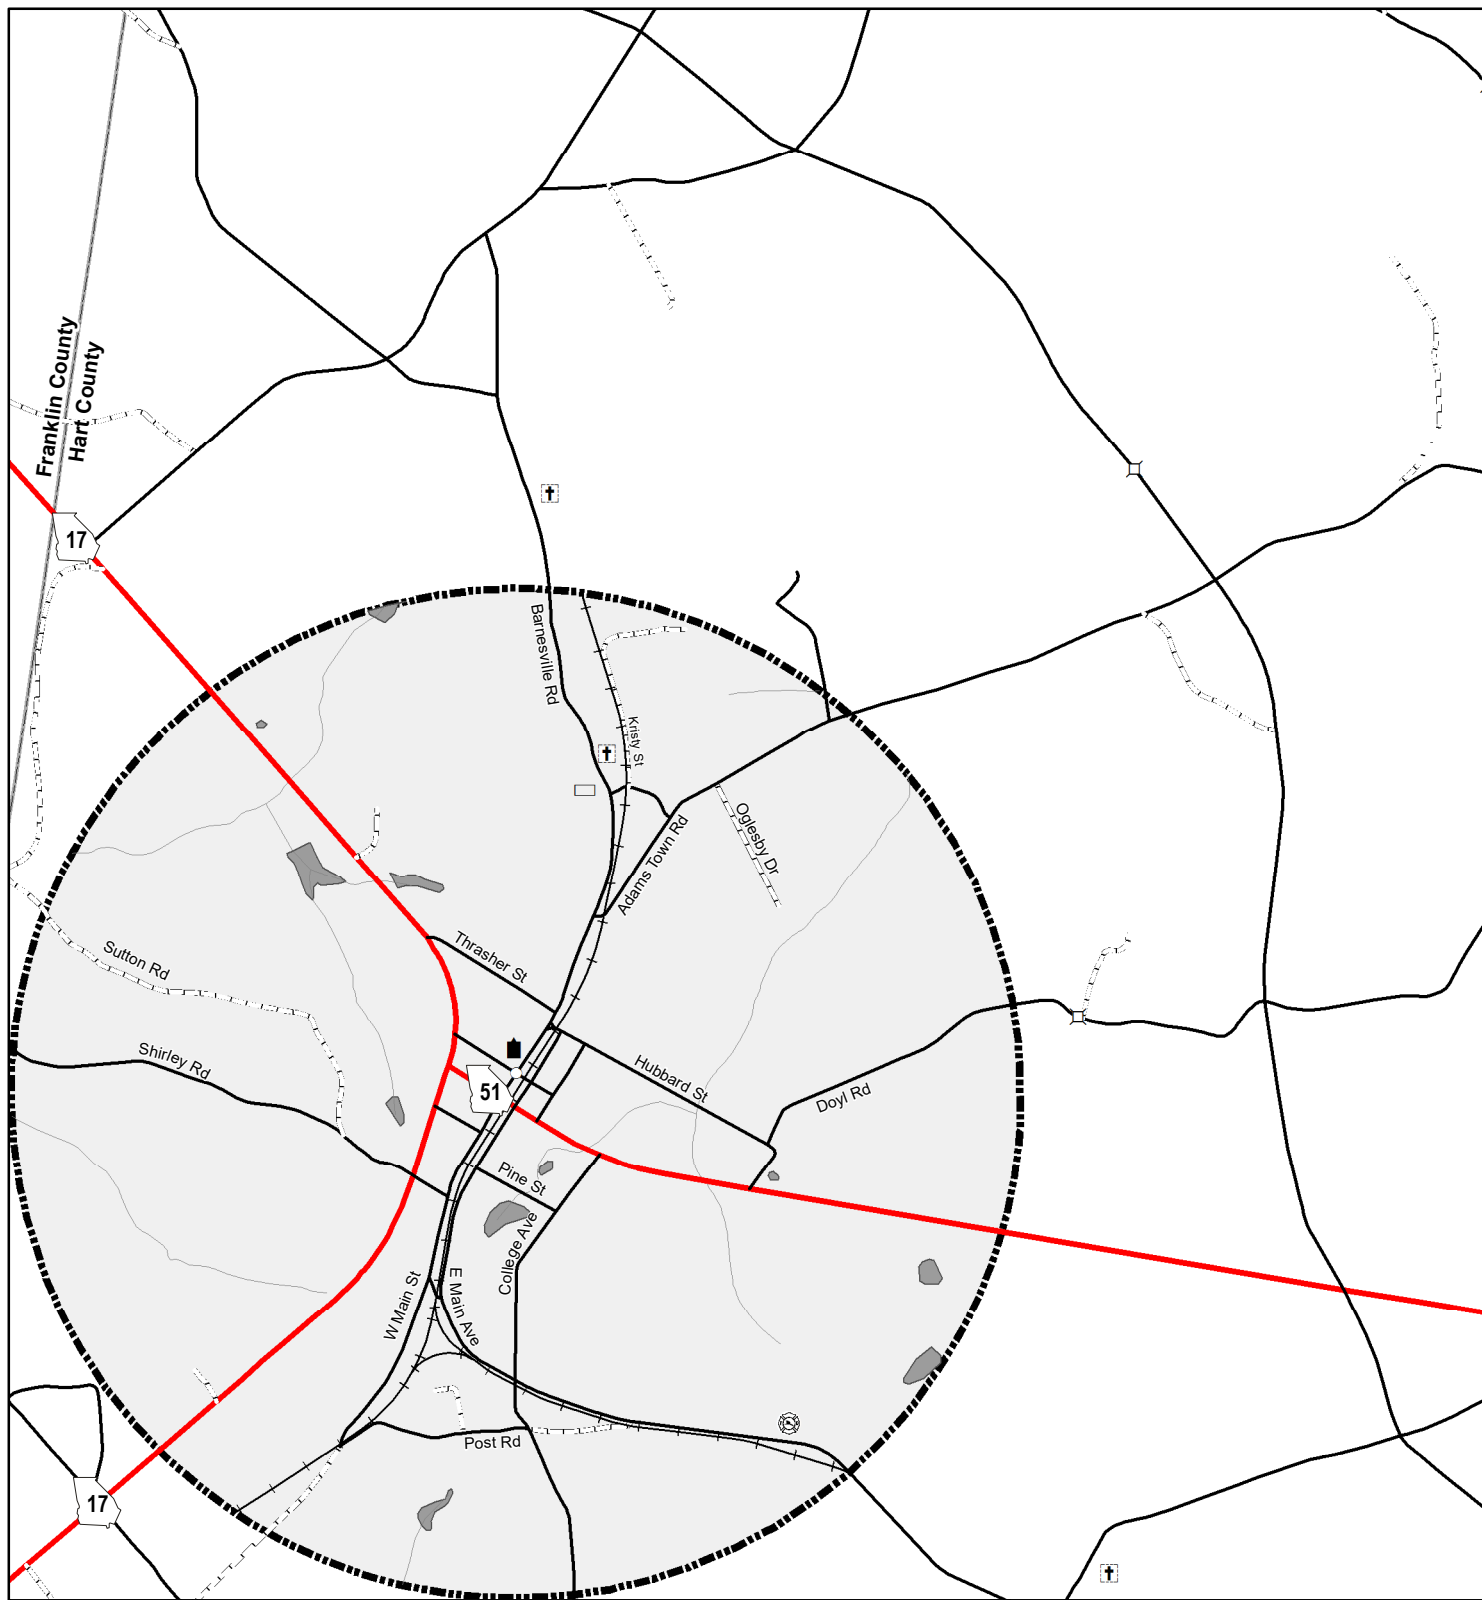 Franklin County
Hart County
17
Barnesville Rd
Kristy St
Oglesby Dr
Adams Town Rd
Thrasher St
Sutton Rd
Shirley Rd
51
Hubbard St
Doyl Rd
Pine St
College Ave
W Main St
E Main Ave
Post Rd
17